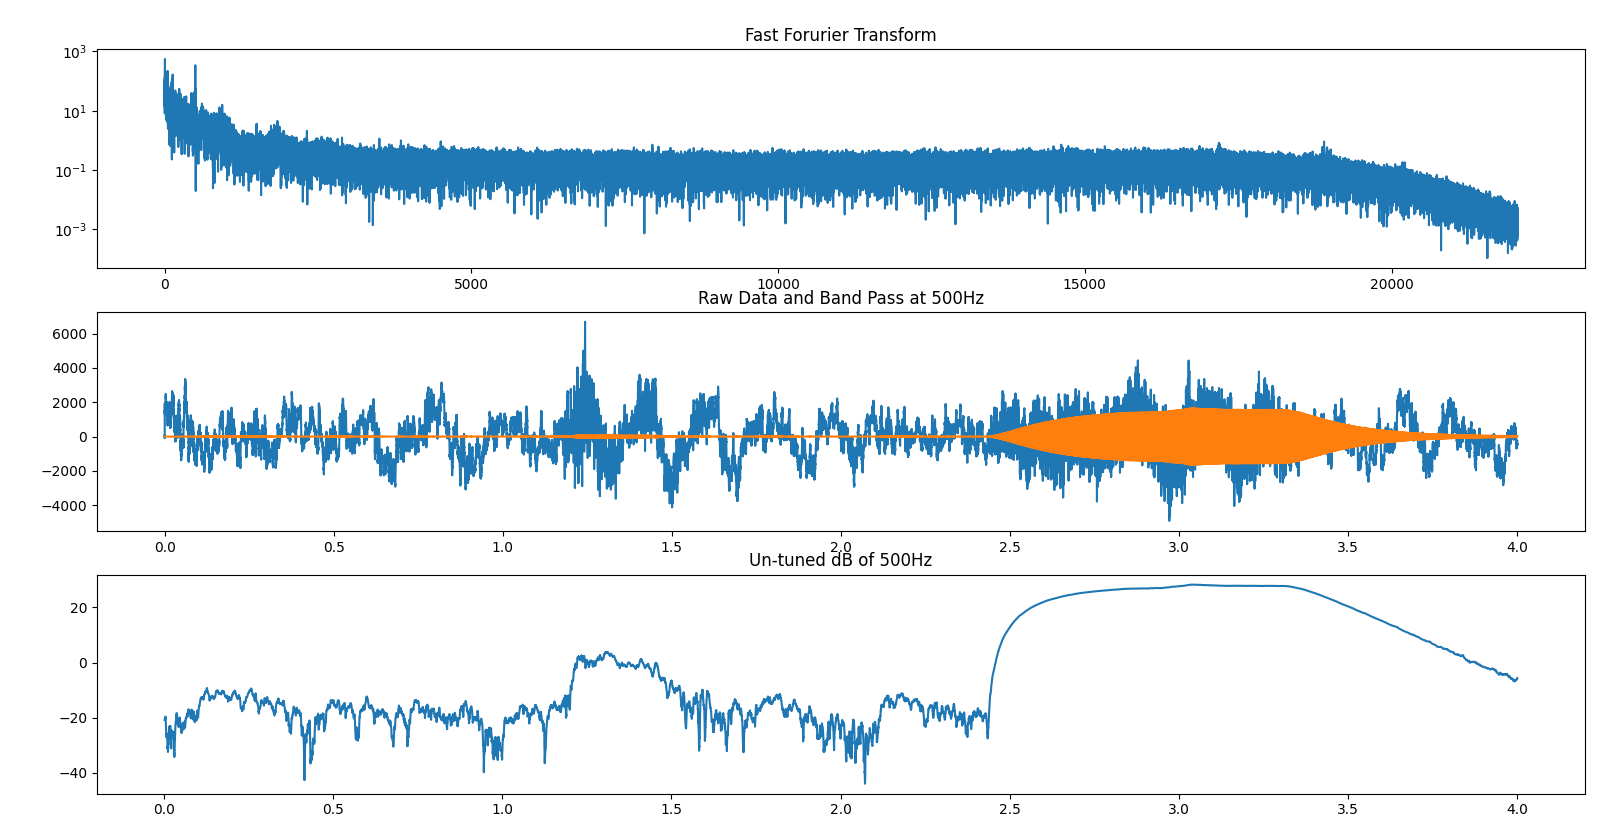 Fast Forurier Transform
10³
10¹
10⁻¹
10⁻³
0 5000 10000 15000 20000
Raw Data and Band Pass at 500Hz
6000
4000
2000
0
−2000
−4000
0.0 0.5 1.0 1.5 2.0 2.5 3.0 3.5 4.0
Un-tuned dB of 500Hz
20
0
−20
−40
0.0 0.5 1.0 1.5 2.0 2.5 3.0 3.5 4.0